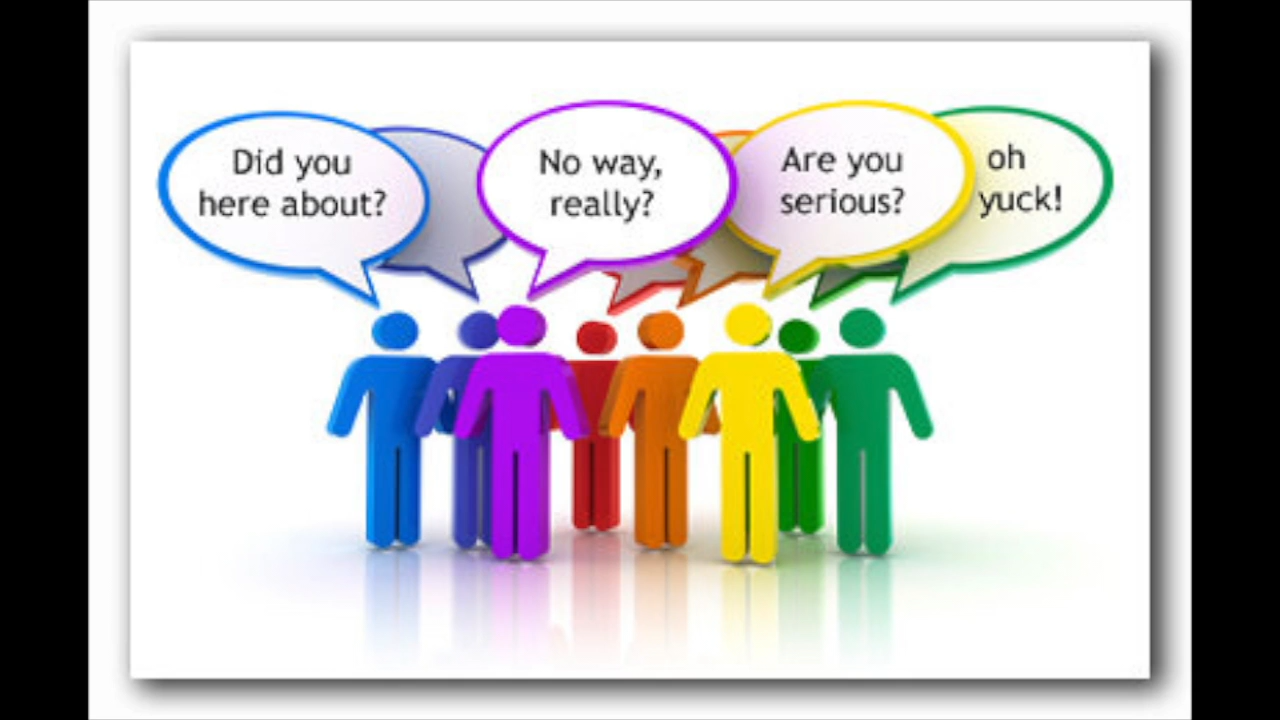 Did you
here about?
No way,
really?
Are you
serious?
oh
yuck!